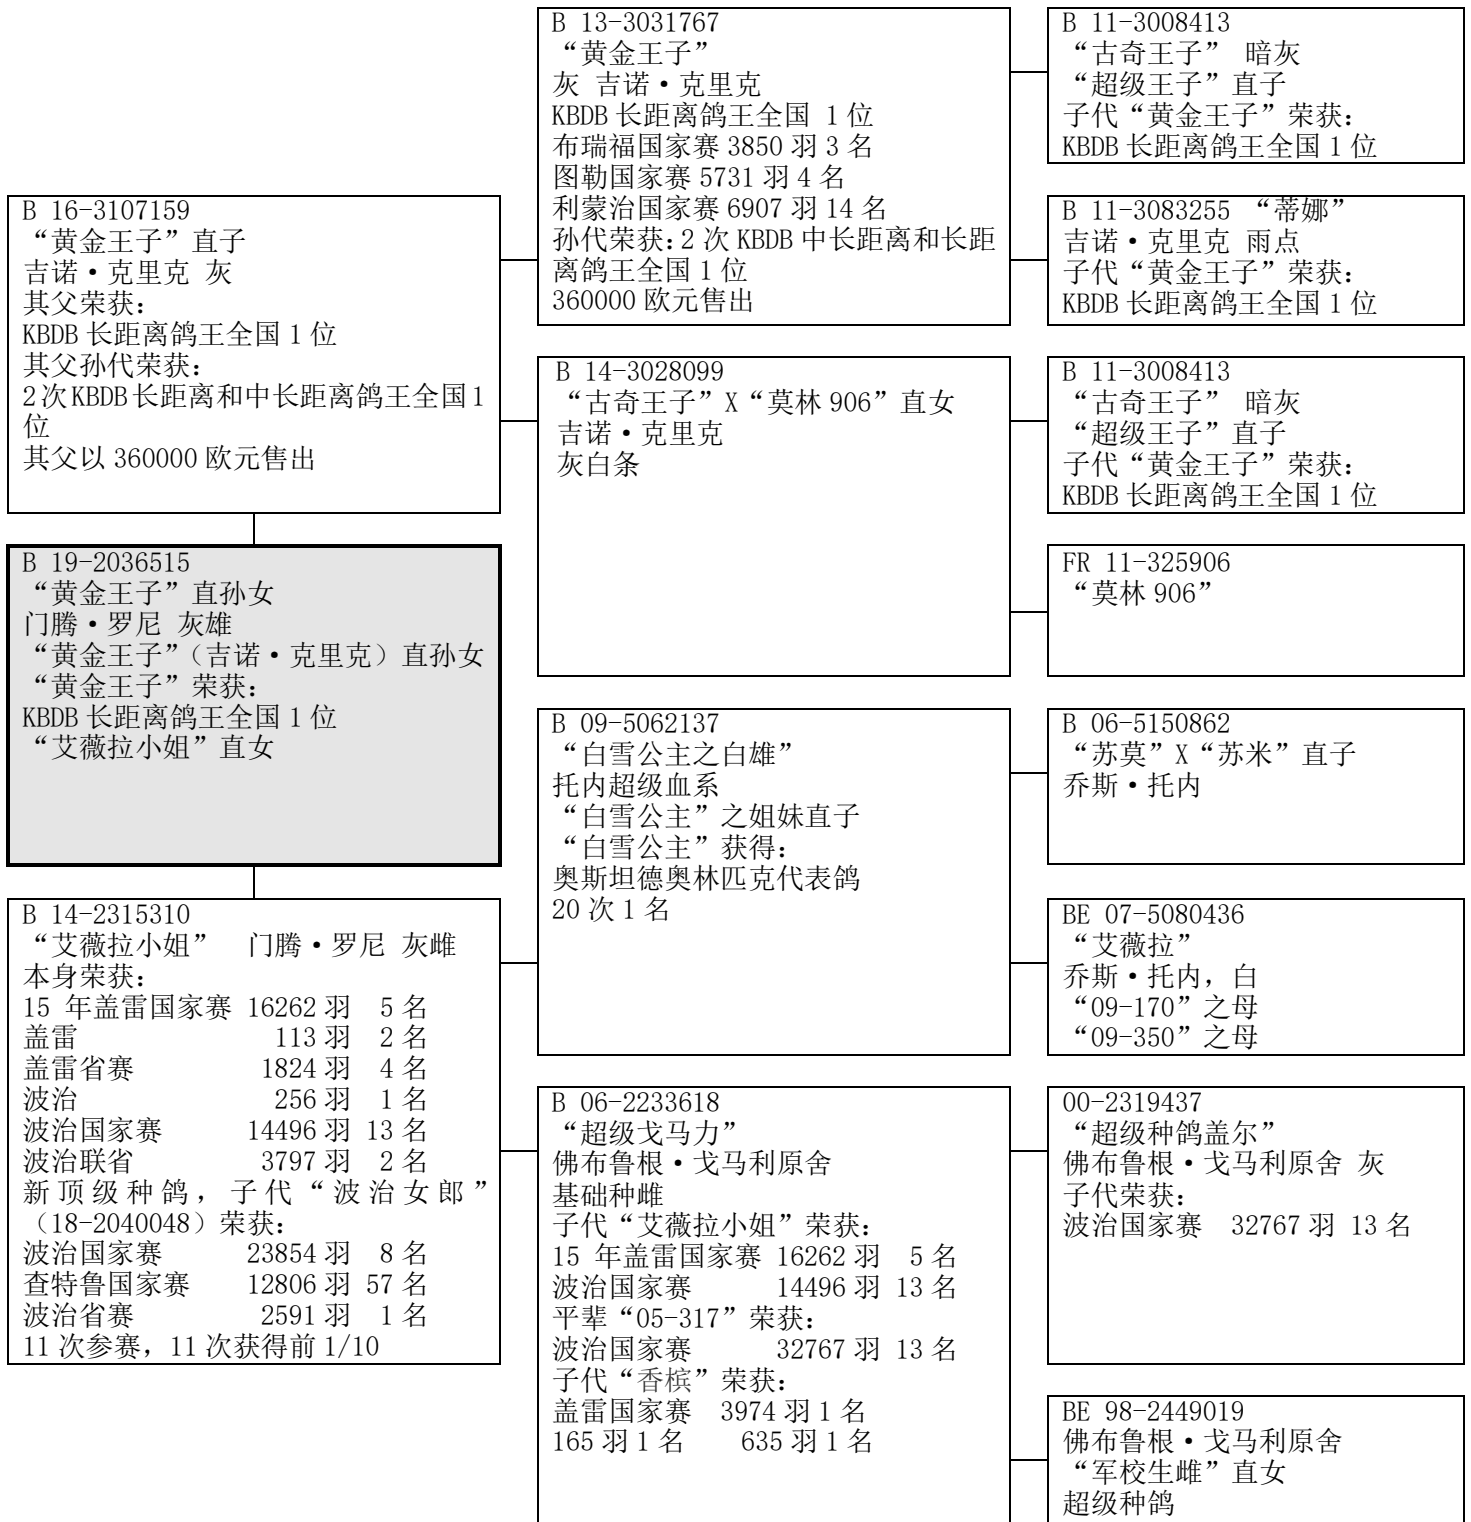 B 16-3107159
“黄金王子”直子
吉诺·克里克 灰
其父荣获：
KBDB 长距离鸽王全国 1 位
其父孙代荣获：
2次KBDB长距离和中长距离鸽王全国1
位
其父以 360000 欧元售出
B 19-2036515
“黄金王子”直孙女
门腾·罗尼 灰雄
“黄金王子”（吉诺·克里克）直孙女
“黄金王子”荣获：
KBDB 长距离鸽王全国 1 位
“艾薇拉小姐”直女
B 14-2315310
“艾薇拉小姐” 门腾·罗尼 灰雌
本身荣获：
15 年盖雷国家赛 16262 羽 5 名
盖雷 113 羽 2 名
盖雷省赛 1824 羽 4 名
波治 256 羽 1 名
波治国家赛 14496 羽 13 名
波治联省 3797 羽 2 名
新顶级种鸽，子代“波治女郎”
（18-2040048）荣获：
波治国家赛 23854 羽 8 名
查特鲁国家赛 12806 羽 57 名
波治省赛 2591 羽 1 名
11 次参赛，11 次获得前 1/10
B 13-3031767
“黄金王子”
灰 吉诺·克里克
KBDB 长距离鸽王全国 1 位
布瑞福国家赛 3850 羽 3 名
图勒国家赛 5731 羽 4 名
利蒙治国家赛 6907 羽 14 名
孙代荣获：2 次 KBDB 中长距离和长距
离鸽王全国 1 位
360000 欧元售出
B 14-3028099
“古奇王子”X“莫林 906”直女
吉诺·克里克
灰白条
B 09-5062137
“白雪公主之白雄”
托内超级血系
“白雪公主”之姐妹直子
“白雪公主”获得：
奥斯坦德奥林匹克代表鸽
20 次 1 名
B 06-2233618
“超级戈马力”
佛布鲁根·戈马利原舍
基础种雌
子代“艾薇拉小姐”荣获：
15 年盖雷国家赛 16262 羽 5 名
波治国家赛 14496 羽 13 名
平辈“05-317”荣获：
波治国家赛 32767 羽 13 名
子代“香槟”荣获：
盖雷国家赛 3974 羽 1 名
165 羽 1 名 635 羽 1 名
B 11-3008413
“古奇王子” 暗灰
“超级王子”直子
子代“黄金王子”荣获：
KBDB 长距离鸽王全国 1 位
B 11-3083255 “蒂娜”
吉诺·克里克 雨点
子代“黄金王子”荣获：
KBDB 长距离鸽王全国 1 位
B 11-3008413
“古奇王子” 暗灰
“超级王子”直子
子代“黄金王子”荣获：
KBDB 长距离鸽王全国 1 位
FR 11-325906
“莫林 906”
B 06-5150862
“苏莫”X“苏米”直子
乔斯·托内
BE 07-5080436
“艾薇拉”
乔斯·托内，白
“09-170”之母
“09-350”之母
00-2319437
“超级种鸽盖尔”
佛布鲁根·戈马利原舍 灰
子代荣获：
波治国家赛 32767 羽 13 名
BE 98-2449019
佛布鲁根·戈马利原舍
“军校生雌”直女
超级种鸽